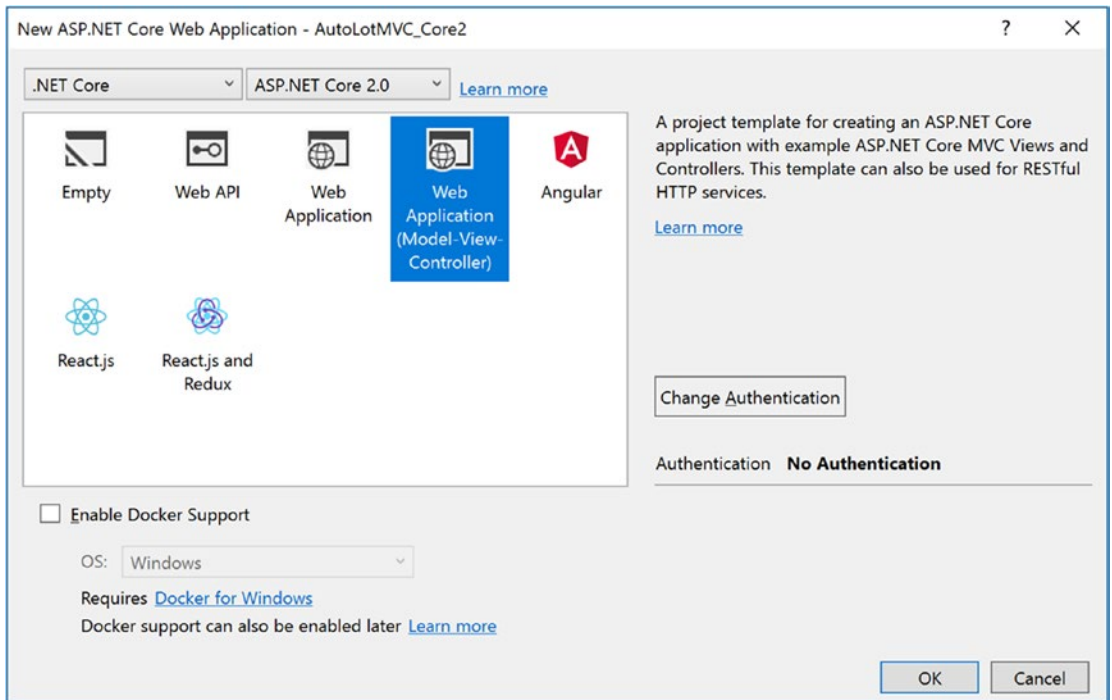 New ASP.NET Core Web Application - AutoLotMVC_Core2
?
.NET Core
ASP.NET Core 2.0
Learn more
Empty
Web API
Web
Application
Web
Application
(Model-View-
Controller)
Angular
React.js
React.js and
Redux
A project template for creating an ASP.NET Core
application with example ASP.NET Core MVC Views and
Controllers. This template can also be used for RESTful
HTTP services.
Learn more
Change Authentication
Authentication No Authentication
Enable Docker Support
OS: Windows
Requires Docker for Windows
Docker support can also be enabled later Learn more
OK
Cancel